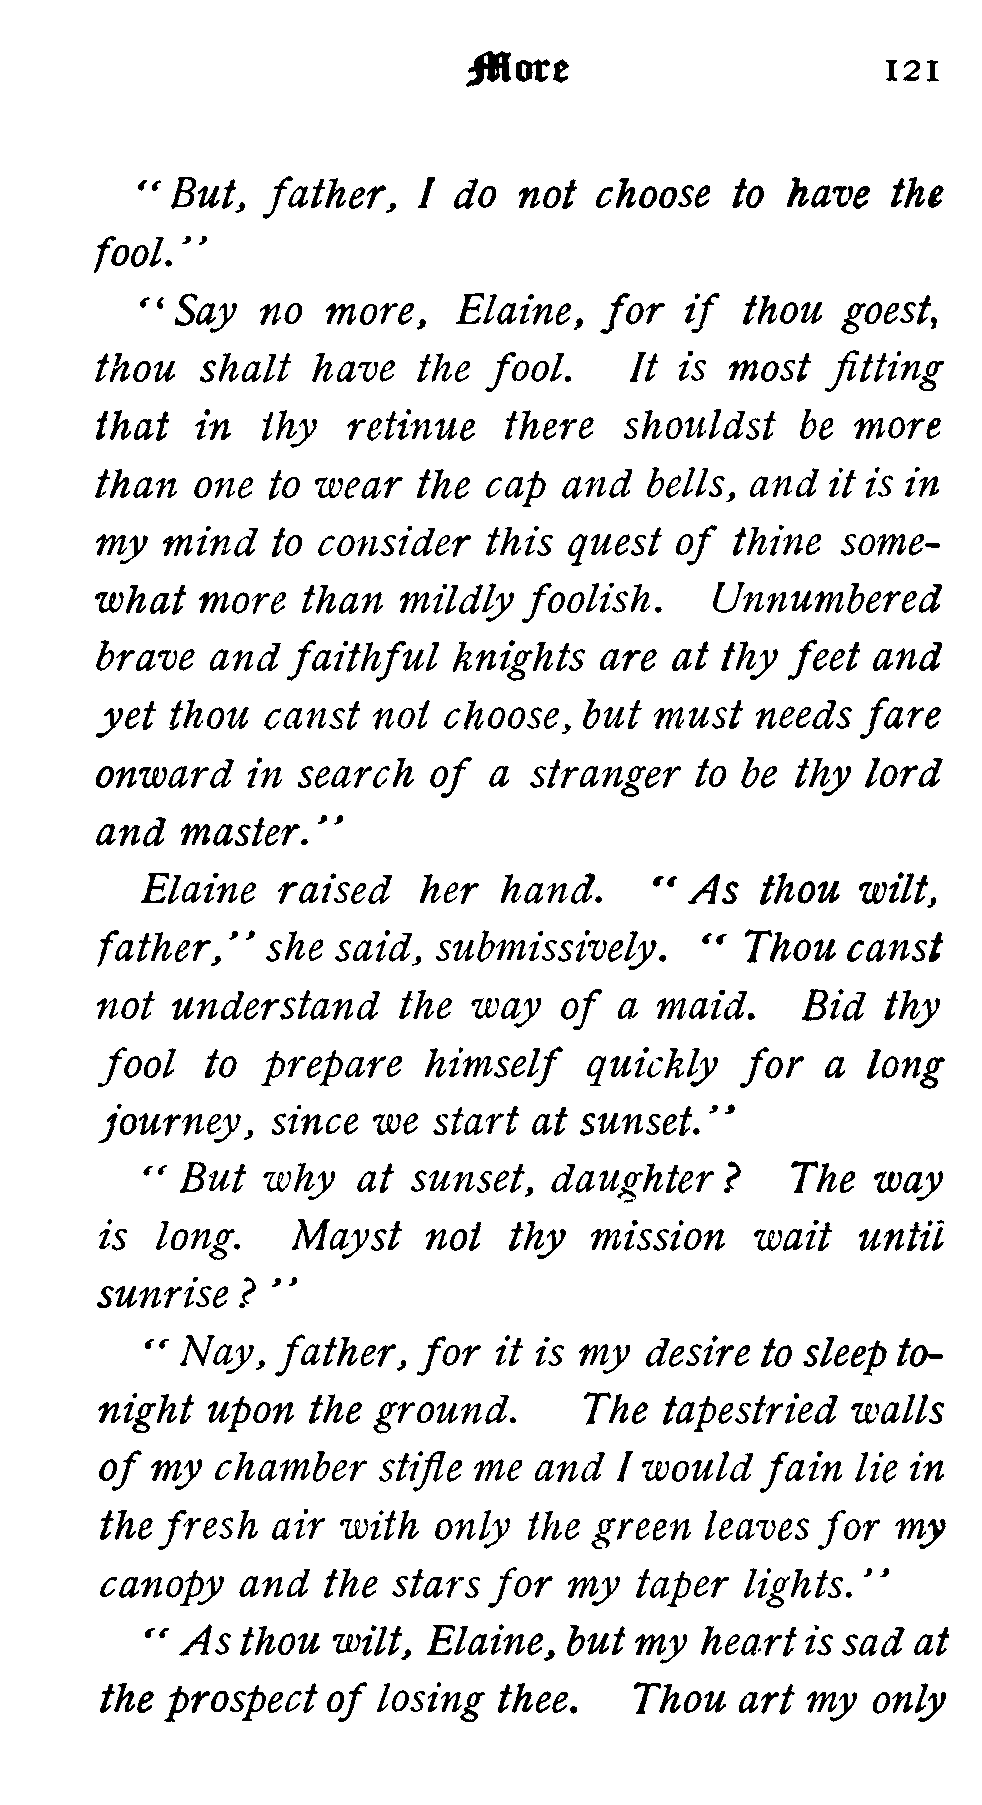 More 121
"But, father, I do not choose to have the
fool."
"Say no more, Elaine, for if thou goest,
thou shalt have the fool. It is most fitting
that in thy retinue there shouldst be more
than one to wear the cap and bells, and it is in
my mind to consider this quest of thine some-
what more than mildly foolish. Unnumbered
brave and faithful knights are at thy feet and
yet thou canst not choose, but must needs fare
onward in search of a stranger to be thy lord
and master."
Elaine raised her hand. "As thou wilt,
father," she said, submissively. "Thou canst
not understand the way of a maid. Bid thy
fool to prepare himself quickly for a long
journey, since we start at sunset."
"But why at sunset, daughter? The way
is long. Mayst not thy mission wait until
sunrise?"
"Nay, father, for it is my desire to sleep to-
night upon the ground. The tapestried walls
of my chamber stifle me and I would fain lie in
the fresh air with only the green leaves for my
canopy and the stars for my taper lights."
"As thou wilt, Elaine, but my heart is sad at
the prospect of losing thee. Thou art my only